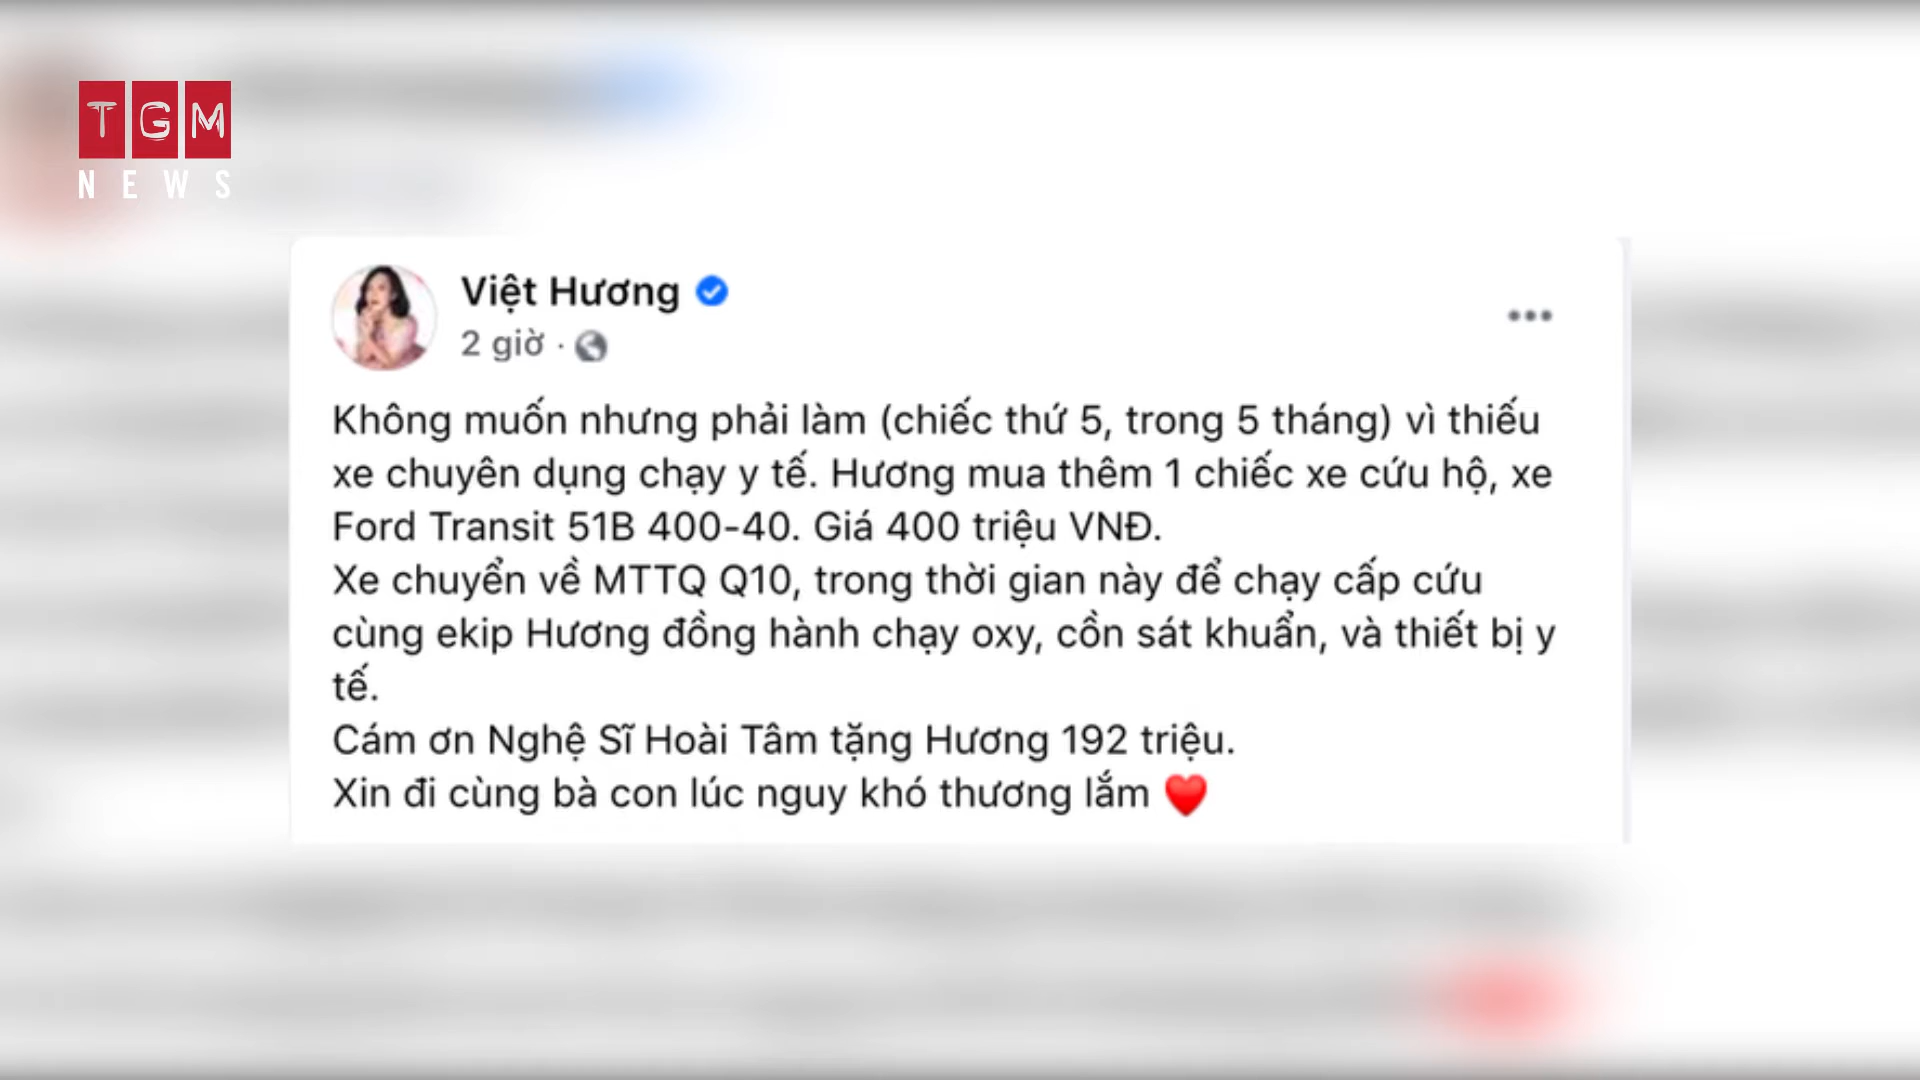 TGM
NEWS
Việt Hương
2 giờ ·
Không muốn nhưng phải làm (chiếc thứ 5, trong 5 tháng) vì thiếu
xe chuyên dụng chạy y tế. Hương mua thêm 1 chiếc xe cứu hộ, xe
Ford Transit 51B 400-40. Giá 400 triệu VNĐ.
Xe chuyển về MTTQ Q10, trong thời gian này để chạy cấp cứu
cùng ekip Hương đồng hành chạy oxy, cồn sát khuẩn, và thiết bị y
tế.
Cám ơn Nghệ Sĩ Hoài Tâm tặng Hương 192 triệu.
Xin đi cùng bà con lúc nguy khó thương lắm ❤️